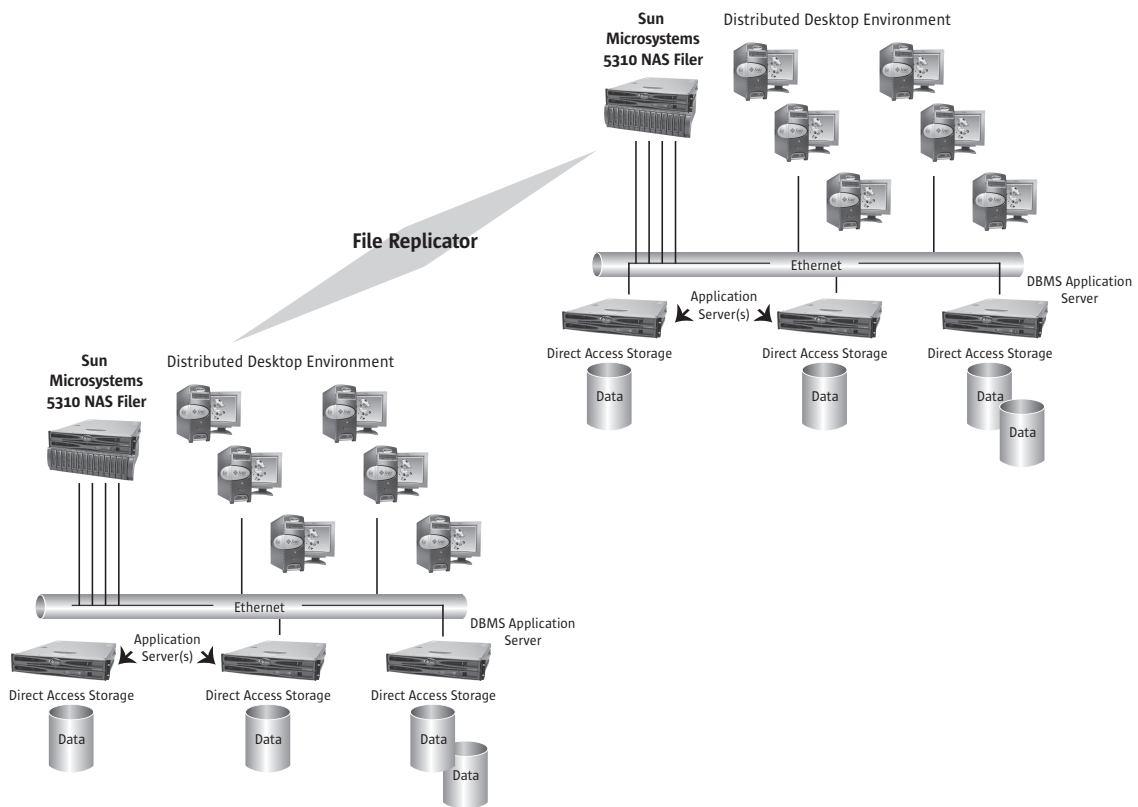 Sun
Microsystems
5310 NAS Filer
Distributed Desktop Environment
File Replicator
Ethernet
DBMS Application
Server
Application
Server(s)
Direct Access Storage
Direct Access Storage
Direct Access Storage
Data
Data
Data
Data
Sun
Microsystems
5310 NAS Filer
Distributed Desktop Environment
Ethernet
DBMS Application
Server
Application
Server(s)
Direct Access Storage
Direct Access Storage
Direct Access Storage
Data
Data
Data
Data